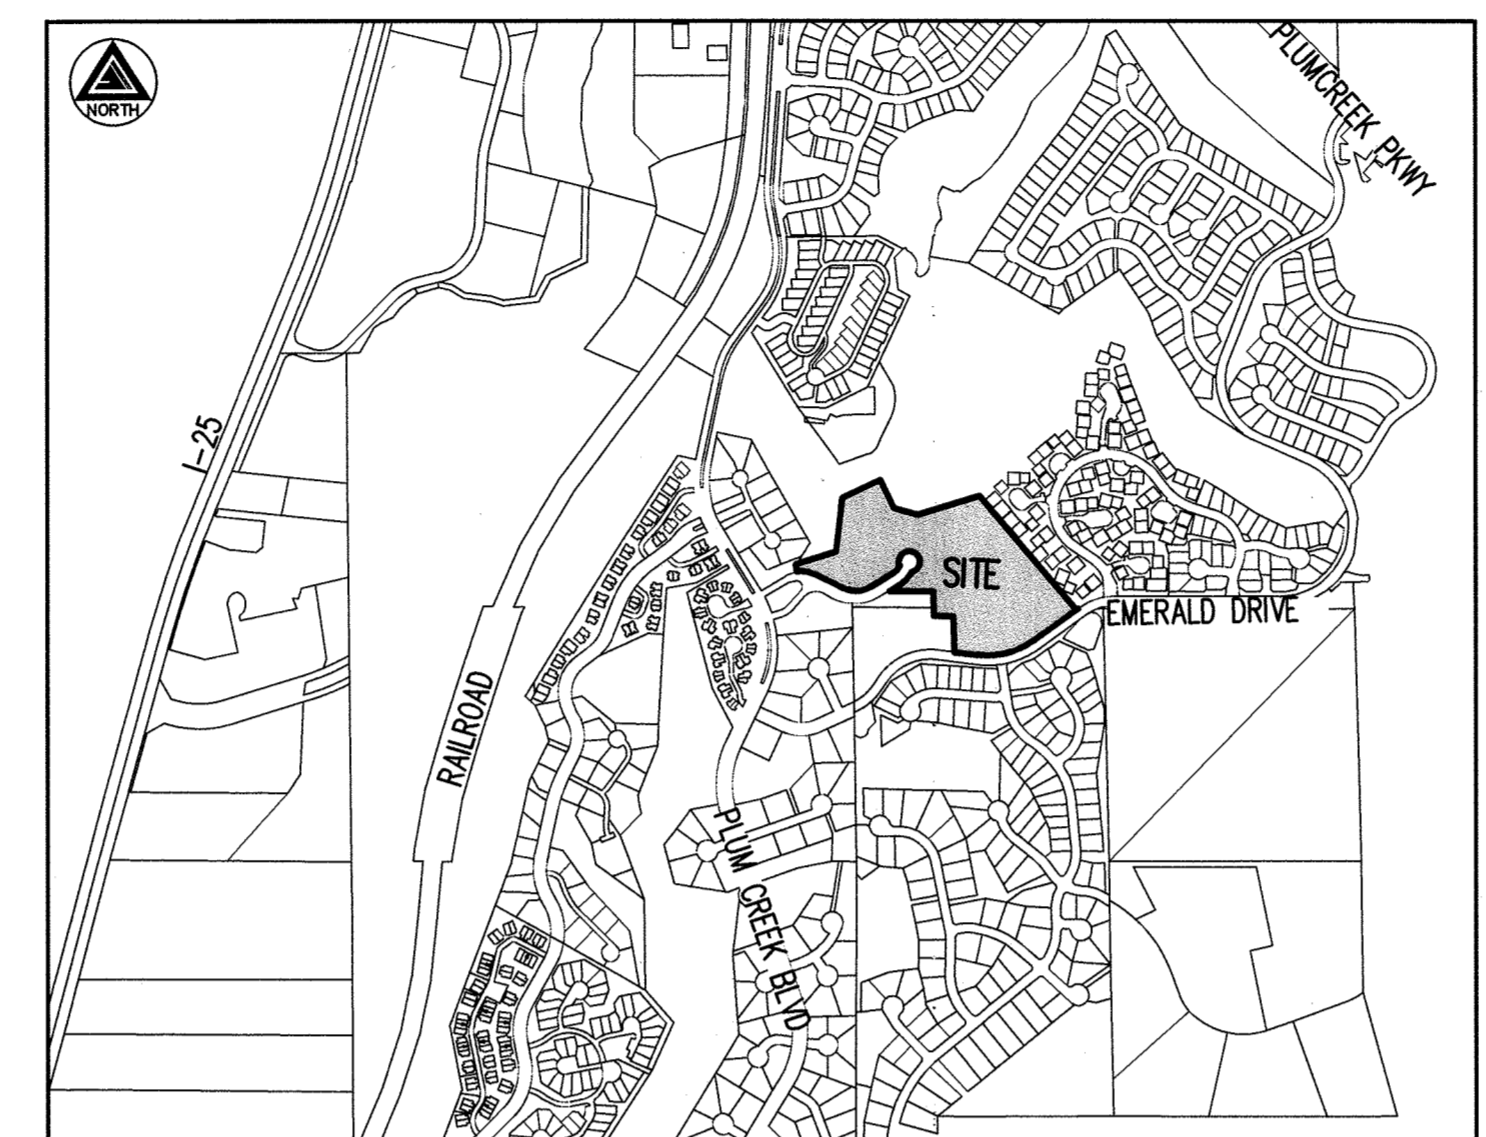 NORTH
PLUMCREEK PKWY
I-25
SITE
EMERALD DRIVE
RAILROAD
PLUM CREEK BLVD